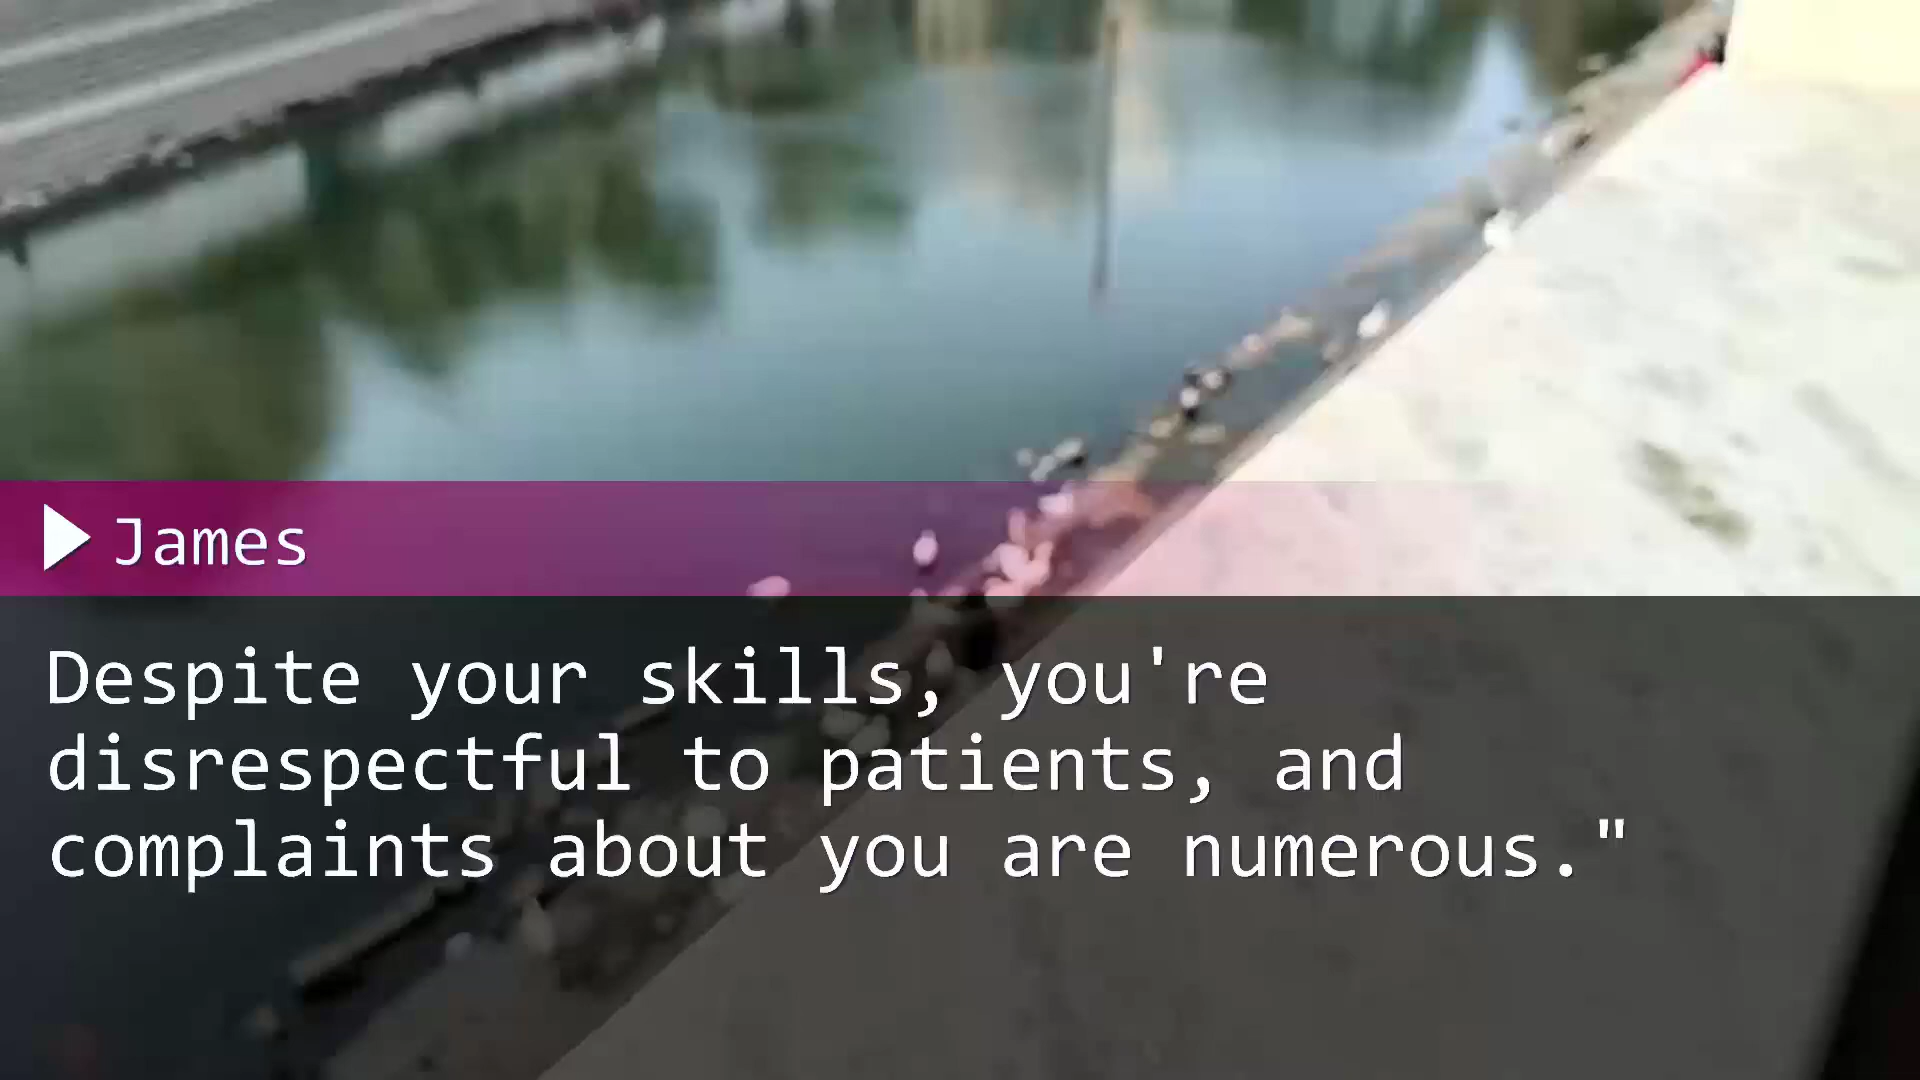 James
Despite your skills, you're
disrespectful to patients, and
complaints about you are numerous."